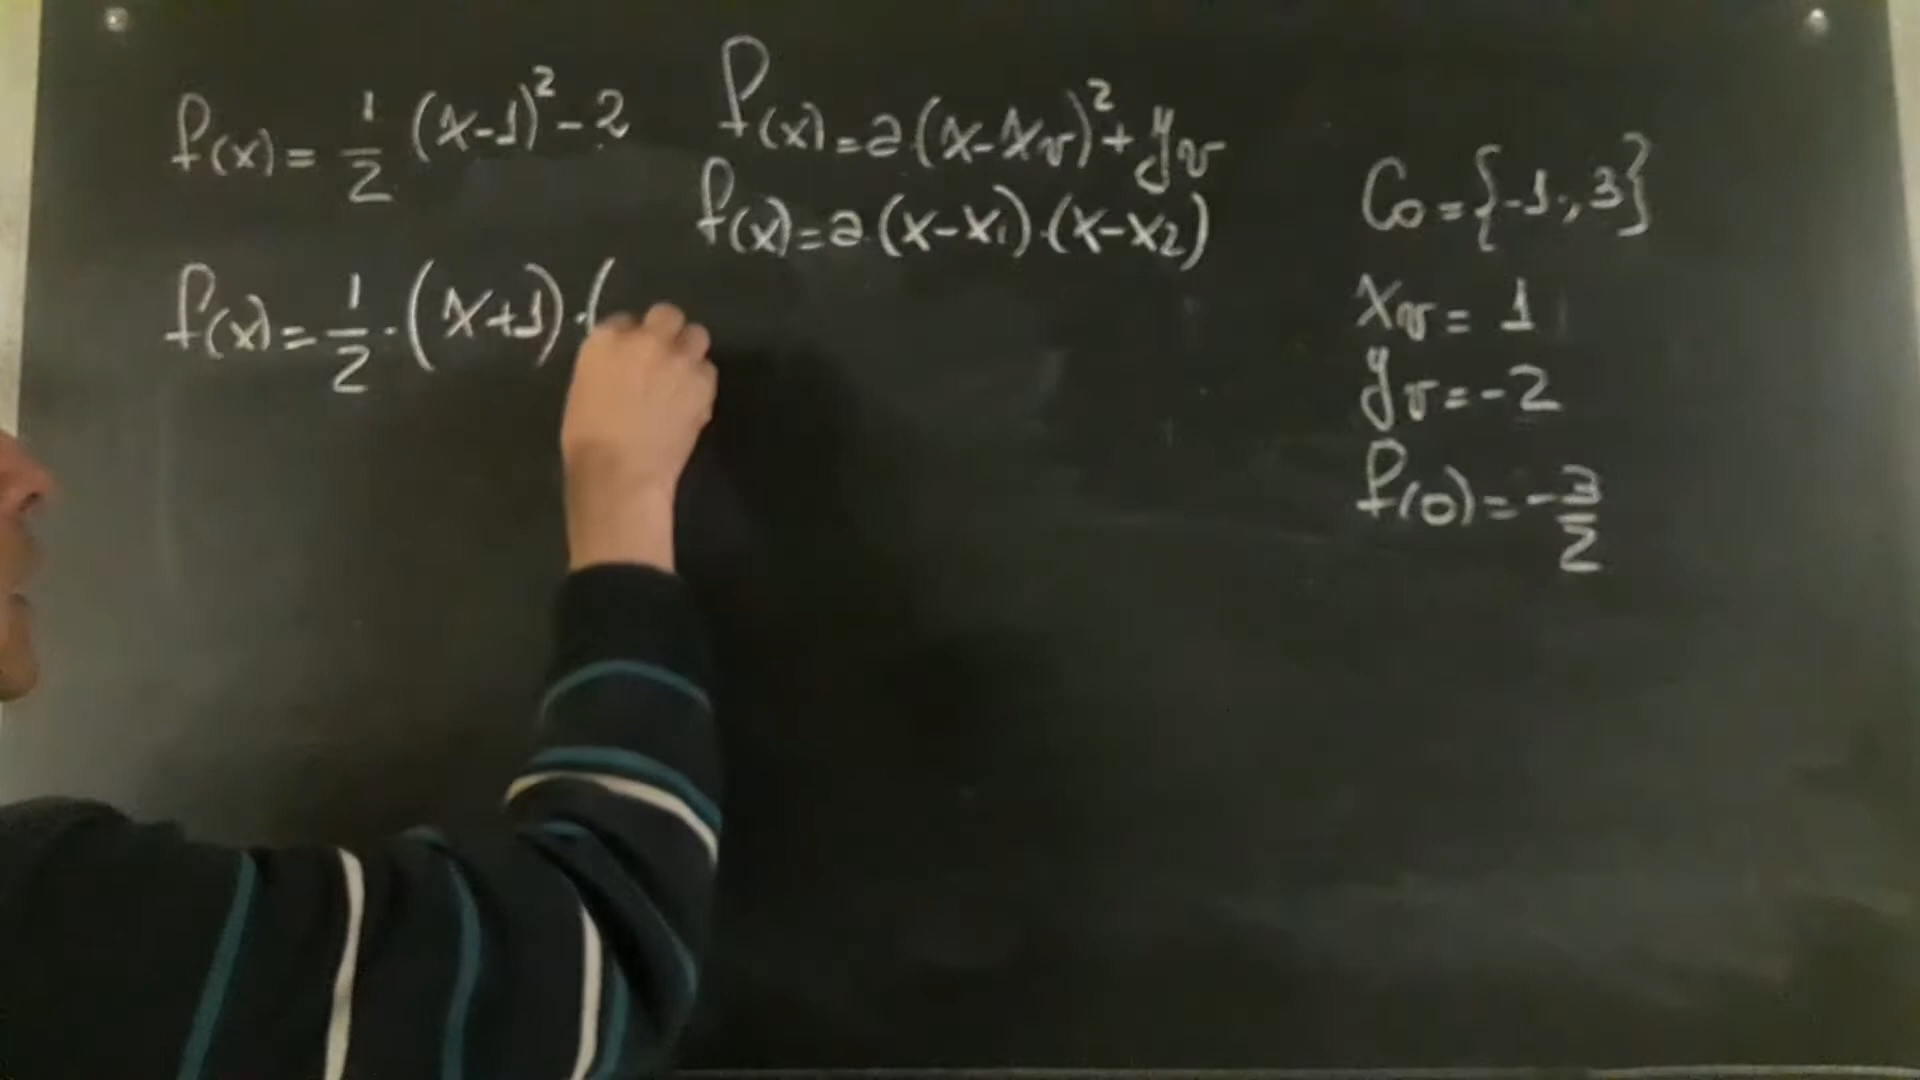 f(x) = 1/2 (x-1)² - 2
f(x) = a·(x-xv)² + yv
f(x) = a·(x-x₁)·(x-x₂)
f(x) = 1/2·(x+1)·(
C₀ = {-1, 3}
xv = 1
yv = -2
f(0) = -3/2